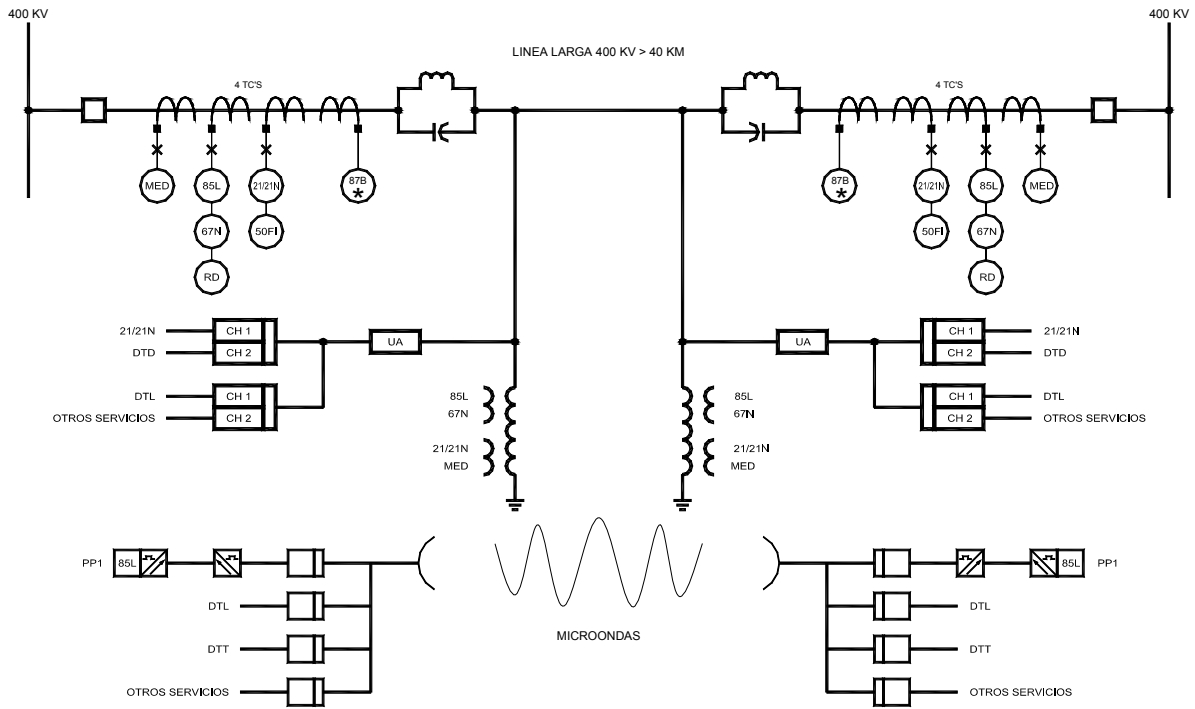 400 KV
400 KV
LINEA LARGA 400 KV > 40 KM
4 TC'S
4 TC'S
MED
85L
21/21N
87B
*
67N
50FI
RD
87B
*
21/21N
85L
MED
50FI
67N
RD
21/21N
CH 1
DTD
CH 2
UA
DTL
CH 1
OTROS SERVICIOS
CH 2
UA
CH 1
21/21N
CH 2
DTD
CH 1
DTL
CH 2
OTROS SERVICIOS
85L
67N
21/21N
MED
85L
67N
21/21N
MED
PP1
85L
DTL
DTT
OTROS SERVICIOS
MICROONDAS
85L
PP1
DTL
DTT
OTROS SERVICIOS